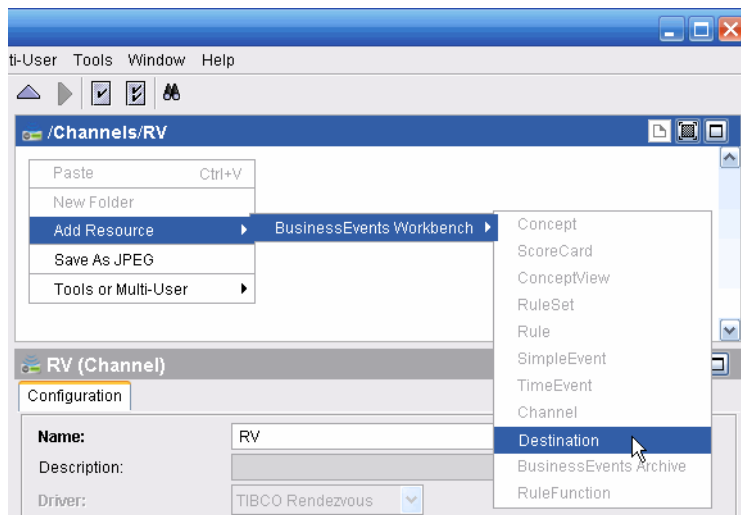 ti-User Tools Window Help
/Channels/RV
Paste Ctrl+V
New Folder
Add Resource
Save As JPEG
Tools or Multi-User
BusinessEvents Workbench
Concept
ScoreCard
ConceptView
RuleSet
Rule
SimpleEvent
TimeEvent
Channel
Destination
BusinessEvents Archive
RuleFunction
RV (Channel)
Configuration
Name: RV
Description:
Driver: TIBCO Rendezvous